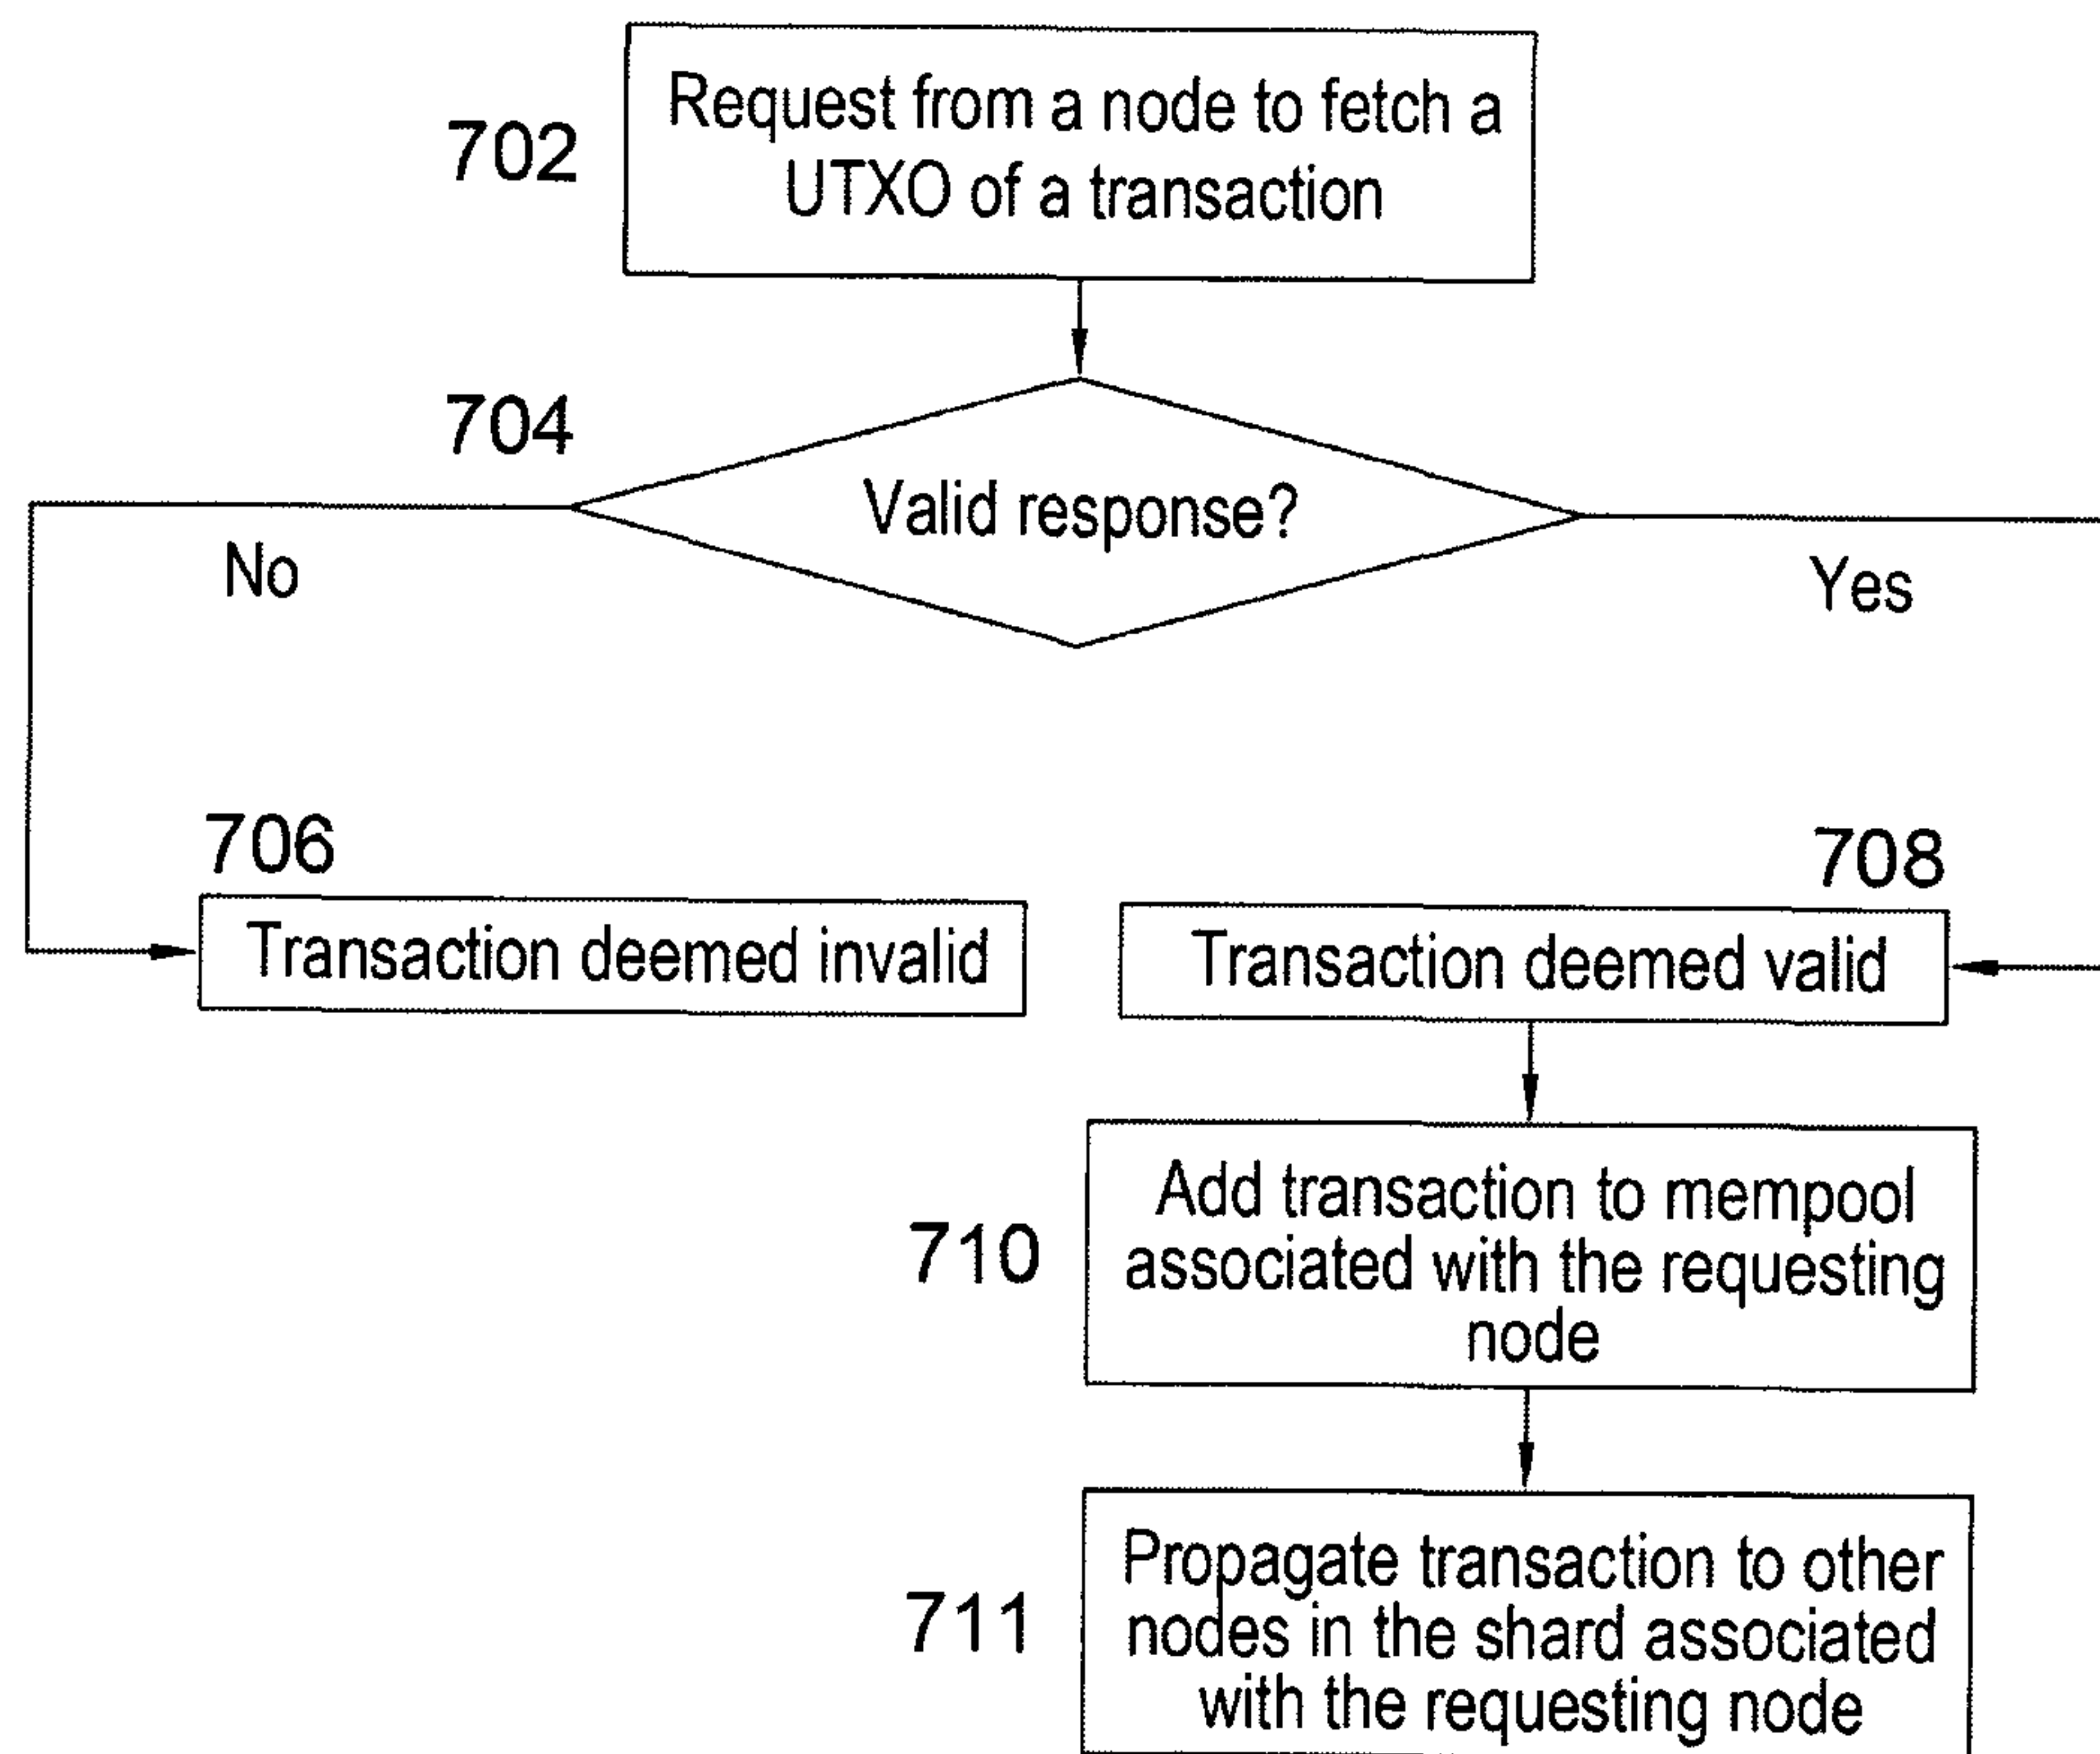 702
Request from a node to fetch a
UTXO of a transaction
704
Valid response?
No
Yes
706
Transaction deemed invalid
708
Transaction deemed valid
710
Add transaction to mempool
associated with the requesting
node
711
Propagate transaction to other
nodes in the shard associated
with the requesting node